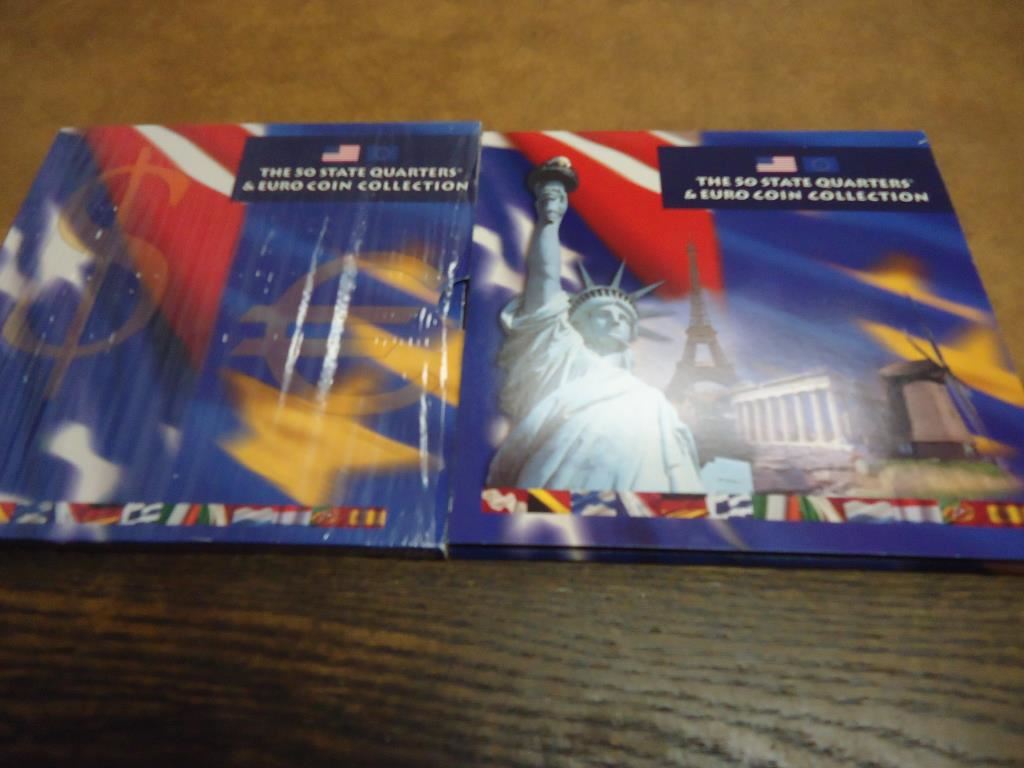 THE 50 STATE QUARTERS®
& EURO COIN COLLECTION
THE 50 STATE QUARTERS®
& EURO COIN COLLECTION